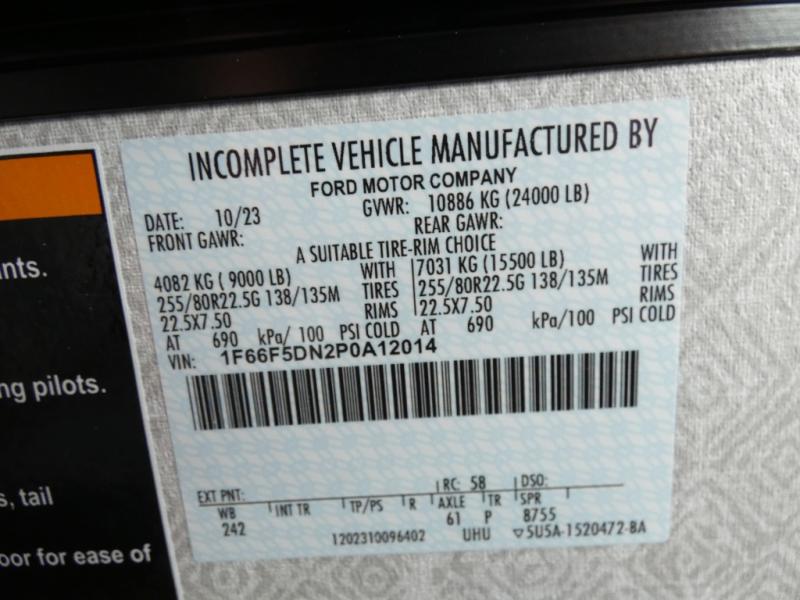 INCOMPLETE VEHICLE MANUFACTURED BY
FORD MOTOR COMPANY
DATE: 10/23 GVWR: 10886 KG (24000 LB)
FRONT GAWR: REAR GAWR:
A SUITABLE TIRE-RIM CHOICE
4082 KG ( 9000 LB) WITH 7031 KG (15500 LB) WITH
255/80R22.5G 138/135M TIRES 255/80R22.5G 138/135M TIRES
22.5X7.50 RIMS 22.5X7.50 RIMS
AT 690 kPa/ 100 PSI COLD AT 690 kPa/100 PSI COLD
VIN: 1F66F5DN2P0A12014
EXT PNT: RC: 58 DSO:
WB INT TR TP/PS R AXLE TR SPR
242 61 P 8755
1202310096402 UHU ▽5U5A-1520472-BA
nts.
ng pilots.
s, tail
oor for ease of